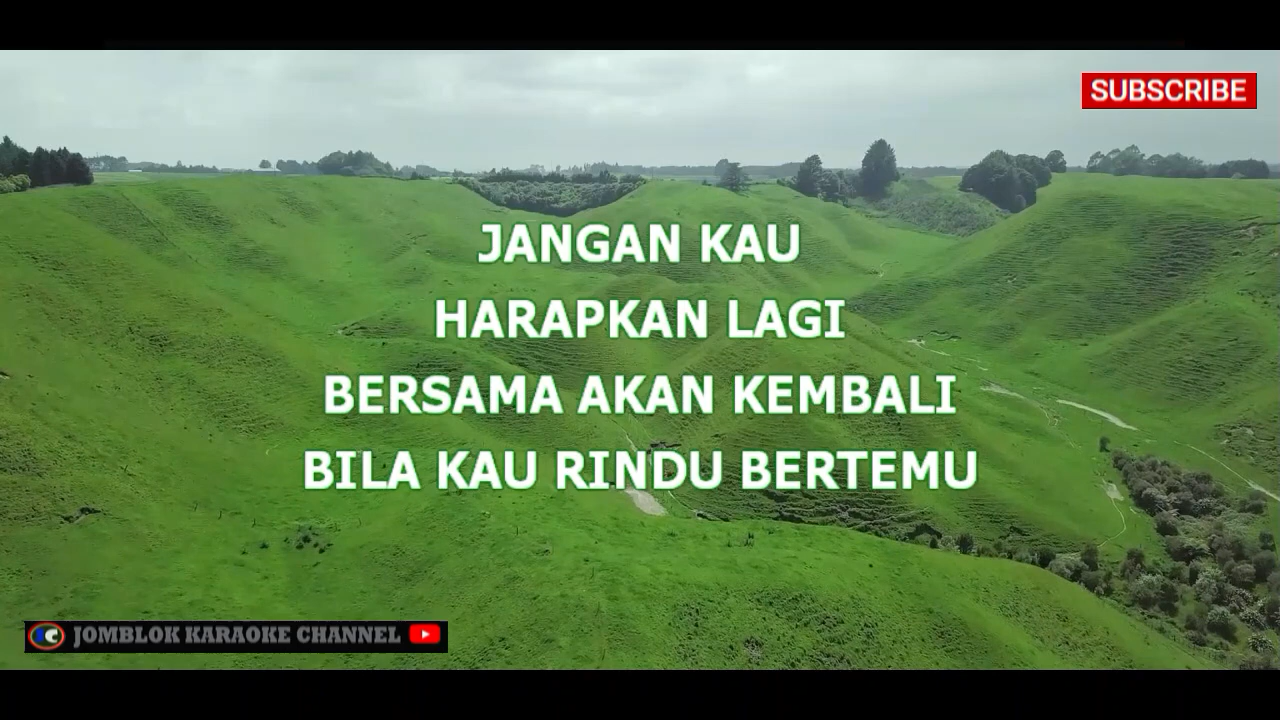 SUBSCRIBE
JANGAN KAU
HARAPKAN LAGI
BERSAMA AKAN KEMBALI
BILA KAU RINDU BERTEMU
JOMBLOK KARAOKE CHANNEL